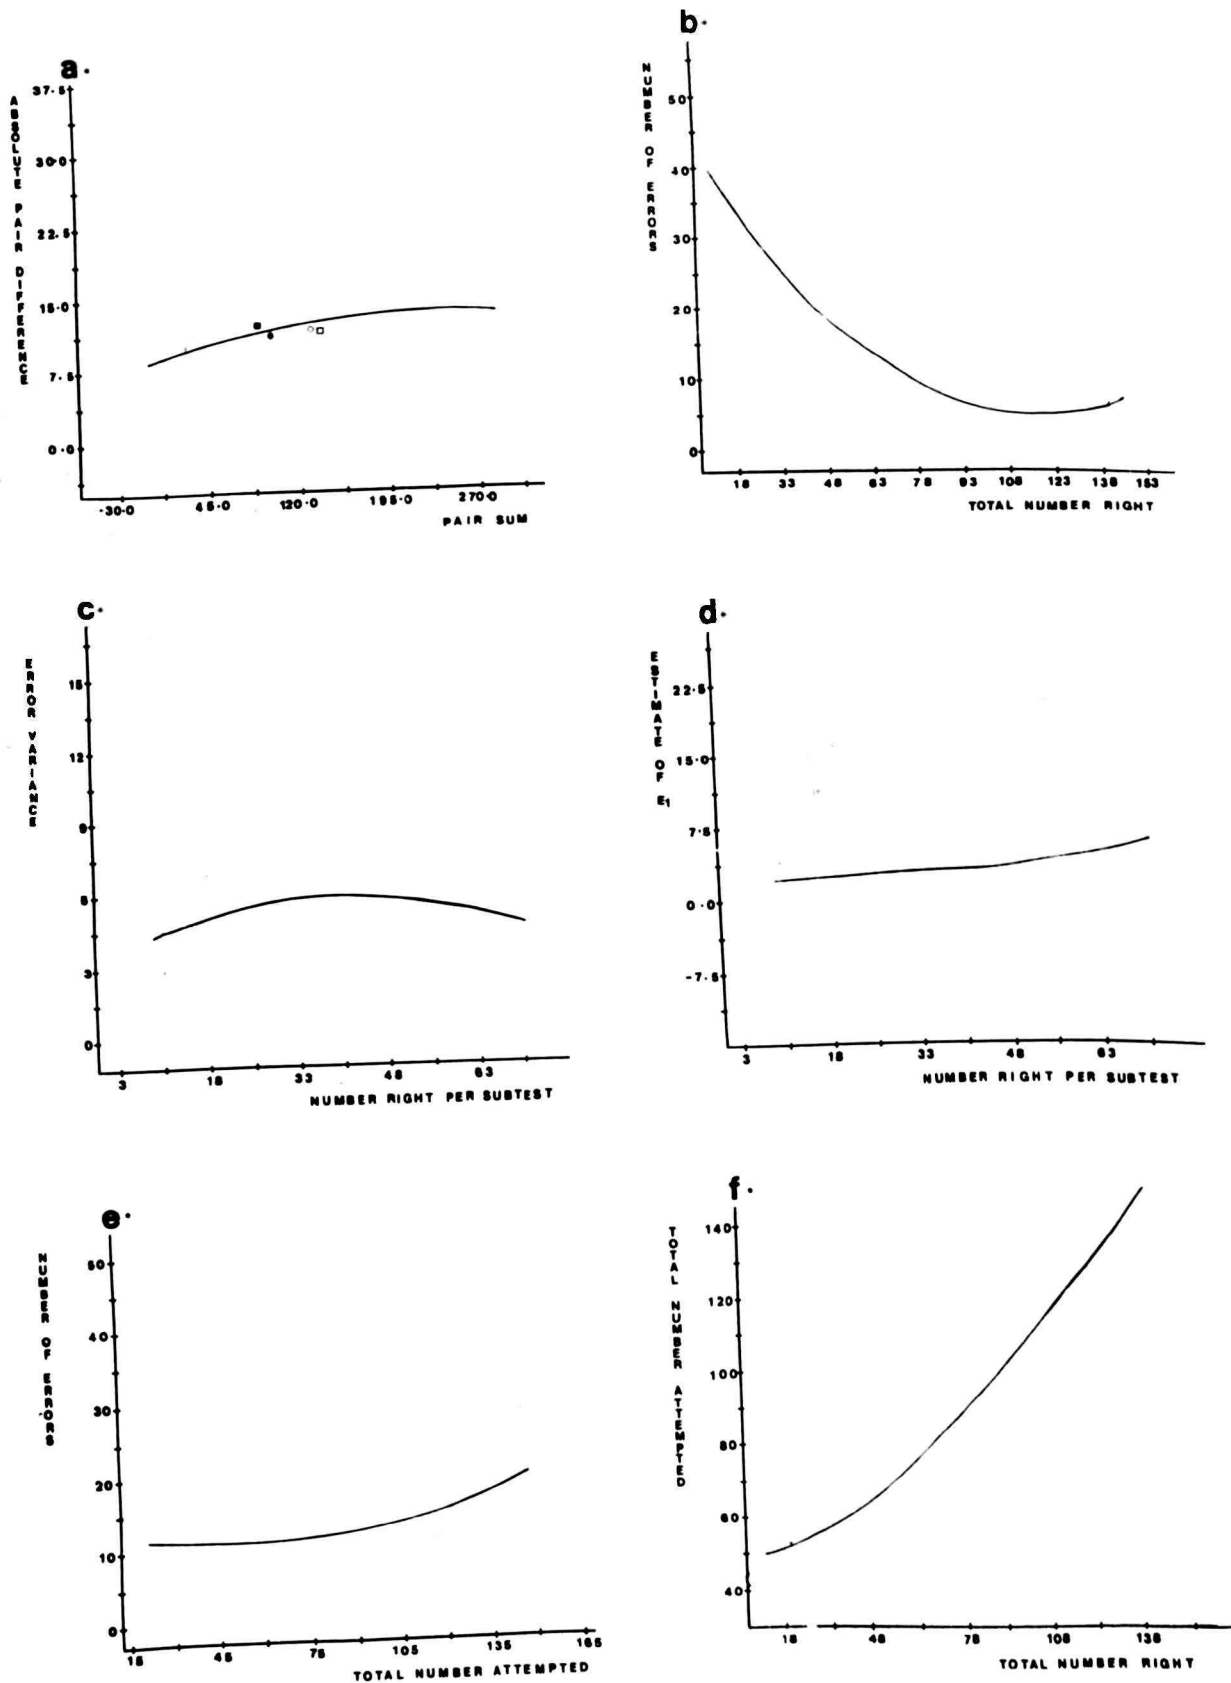 a.
ABSOLUTE PAIR DIFFERENCE
37.5
30.0
22.5
15.0
7.5
0.0
-30.0 45.0 120.0 195.0 270.0
PAIR SUM
b.
NUMBER OF ERRORS
50
40
30
20
10
0
18 33 48 63 78 93 108 123 138 153
TOTAL NUMBER RIGHT
c.
ERROR VARIANCE
15
12
9
6
3
0
3 18 33 48 63
NUMBER RIGHT PER SUBTEST
d.
ESTIMATE OF E1
22.5
15.0
7.5
0.0
-7.5
3 18 33 48 63
NUMBER RIGHT PER SUBTEST
e.
NUMBER OF ERRORS
50
40
30
20
10
0
15 45 75 105 135 165
TOTAL NUMBER ATTEMPTED
f.
TOTAL NUMBER ATTEMPTED
140
120
100
80
60
40
18 48 78 108 138
TOTAL NUMBER RIGHT